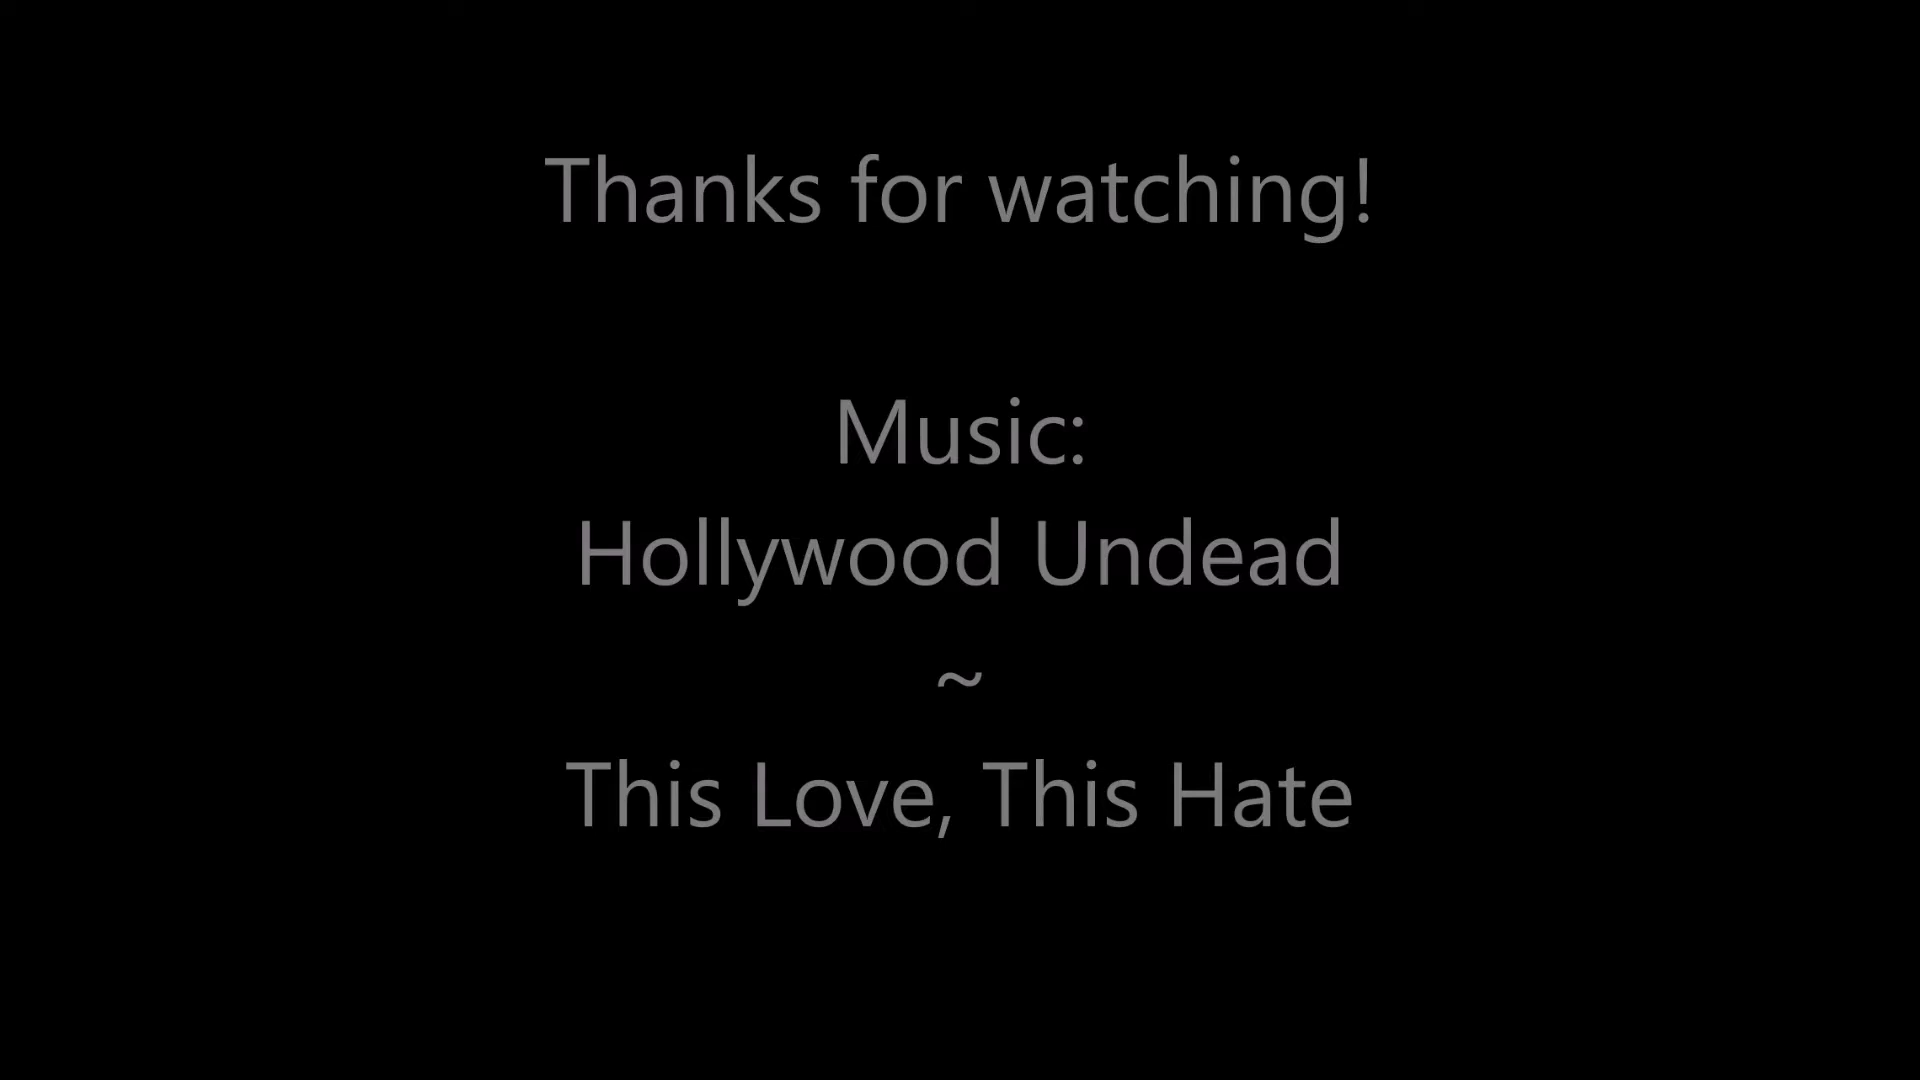 Thanks for watching!
Music:
Hollywood Undead
~
This Love, This Hate